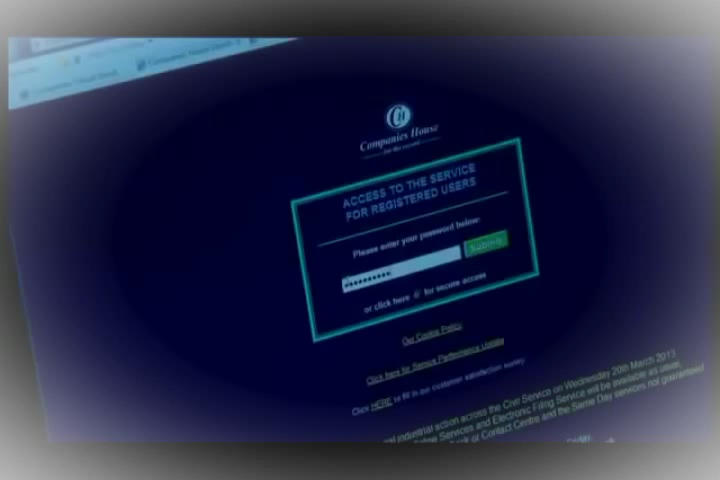 CH
Companies House
for the record
ACCESS TO THE SERVICE
FOR REGISTERED USERS
Please enter your password below:
Submit
or click here for secure access
Our Cookie Policy
Click here for Service Performance Update
Click HERE to fill in our customer satisfaction survey
industrial action across the Civil Service on Wednesday 20th March 2013
Services and Electronic Filing Service will be available as usual,
or Contact Centre and the Same Day services not guaranteed